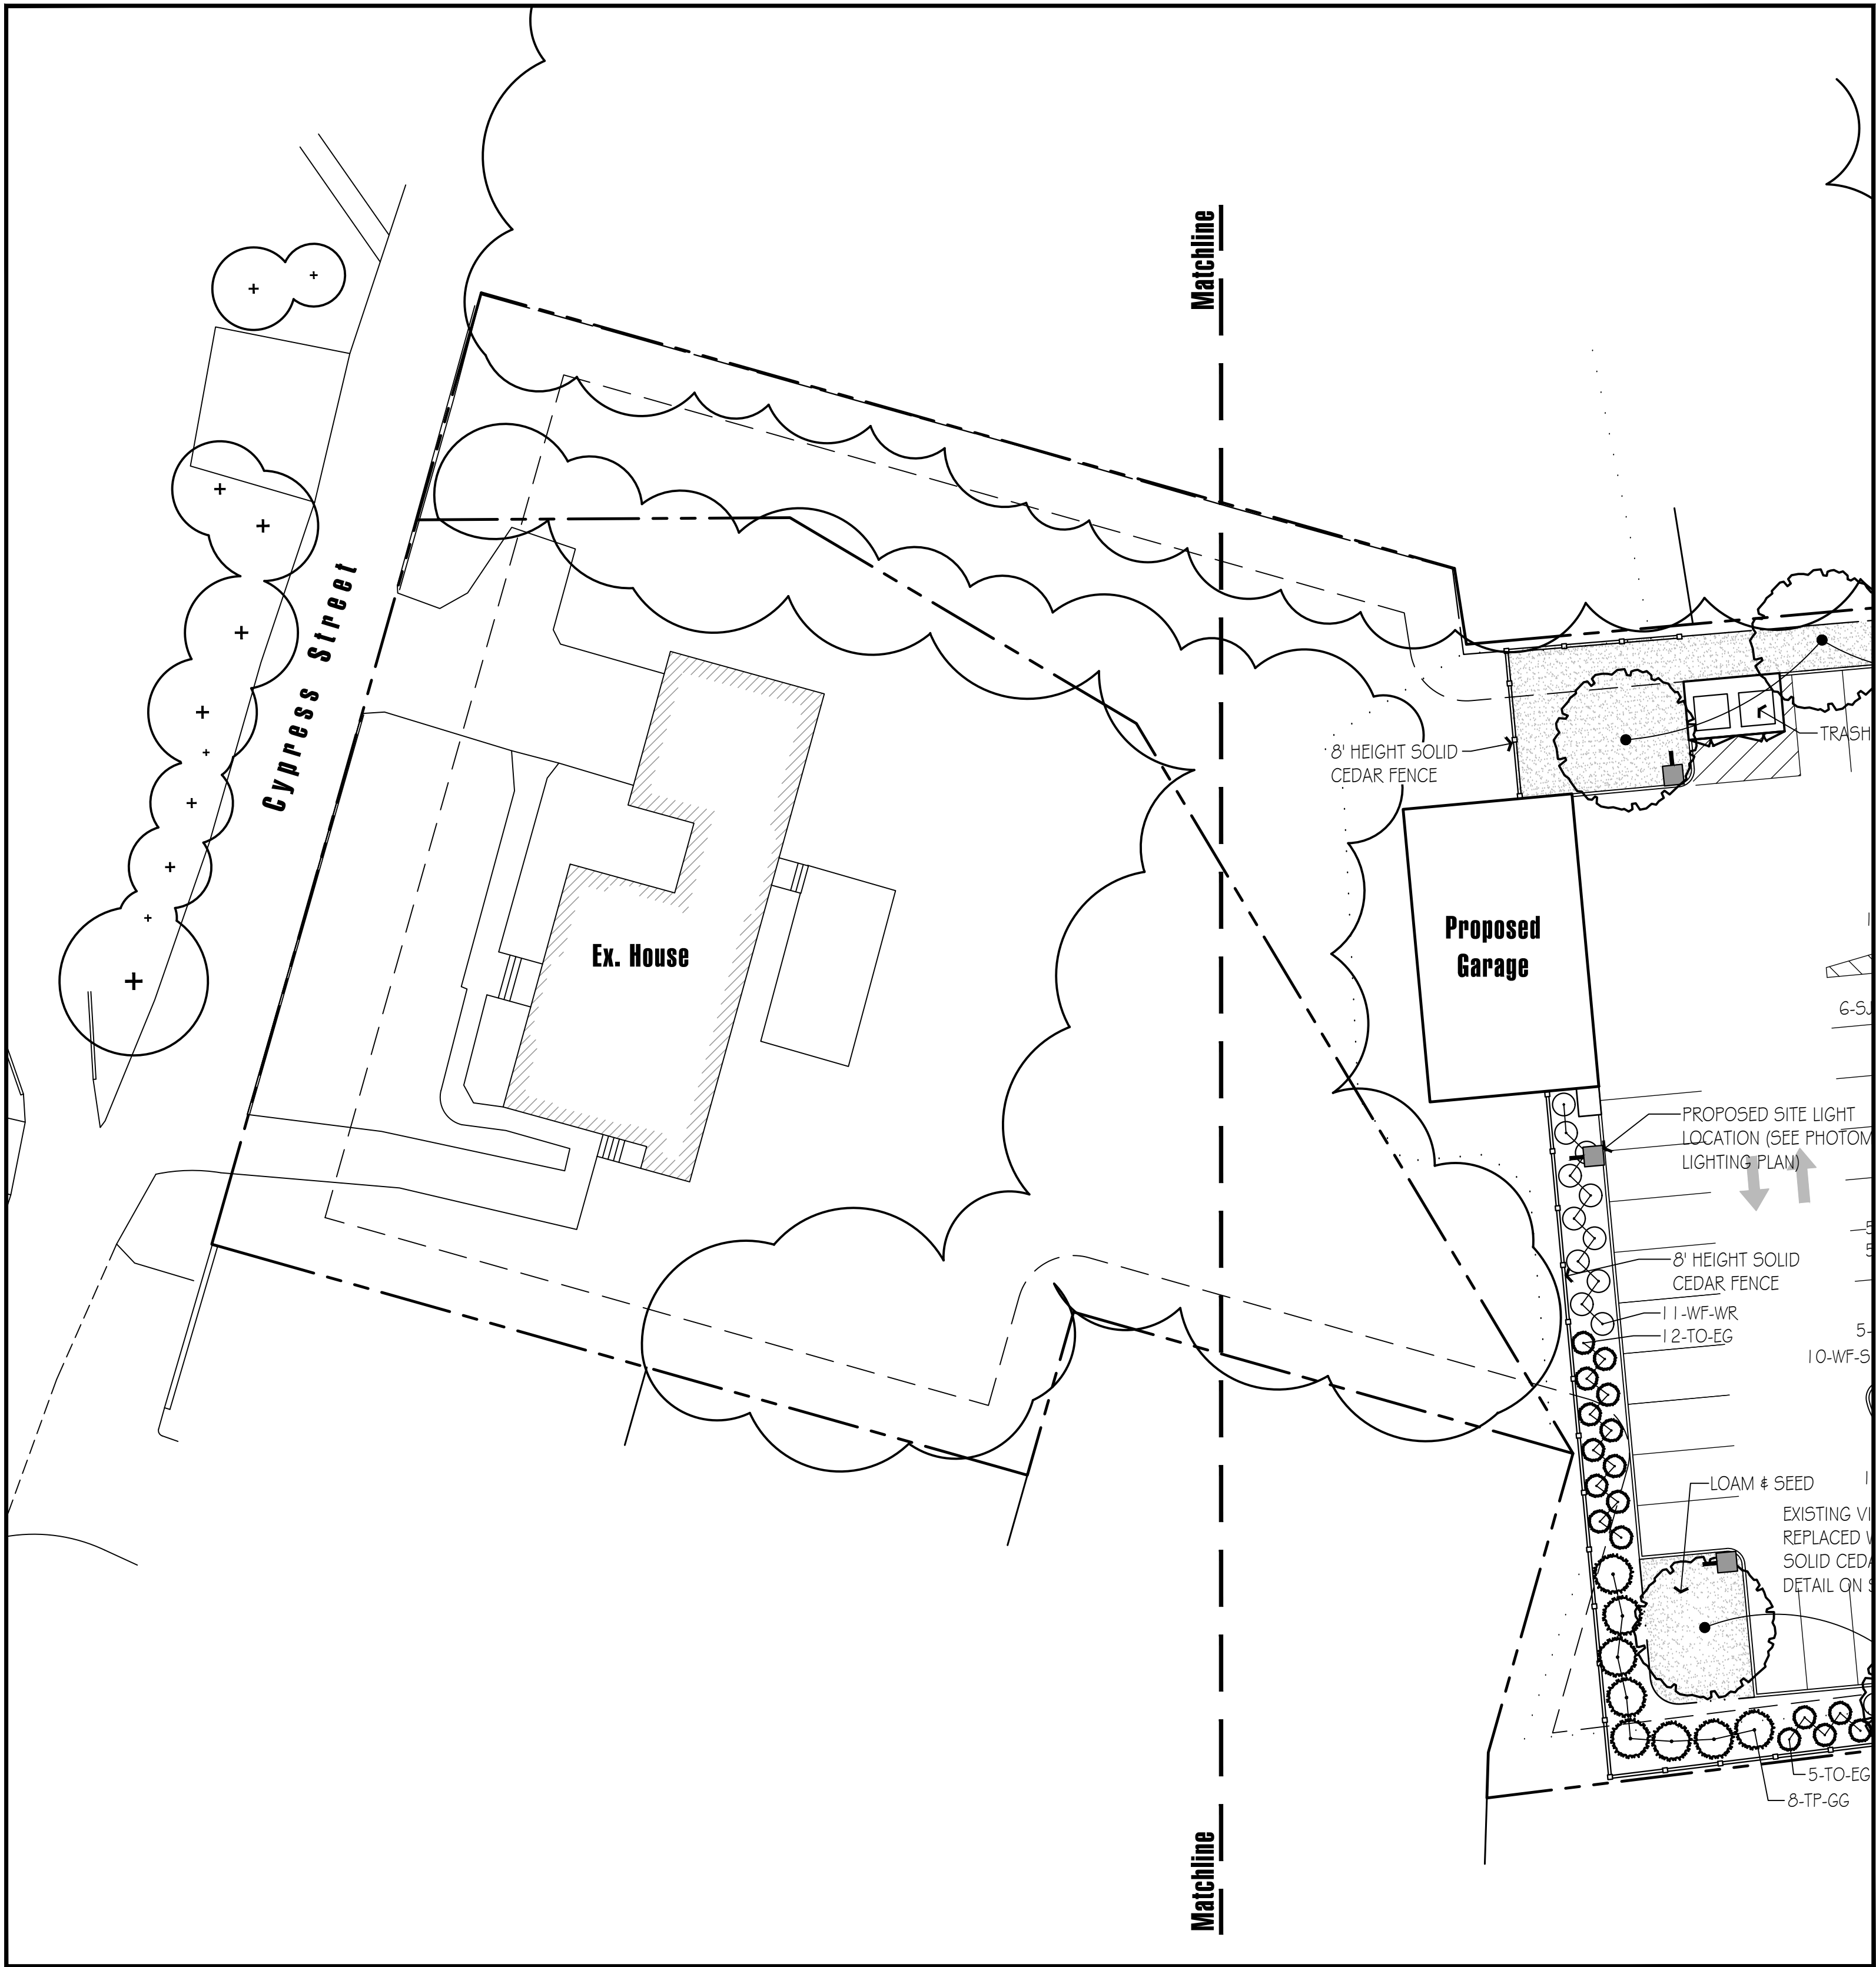 Matchline
Cypress Street
8' HEIGHT SOLID
CEDAR FENCE
TRASH
Ex. House
Proposed
Garage
6-SJ
PROPOSED SITE LIGHT
LOCATION (SEE PHOTOM
LIGHTING PLAN)
8' HEIGHT SOLID
CEDAR FENCE
11-WF-WR
12-TO-EG
5-
10-WF-S
LOAM & SEED
EXISTING VI
REPLACED
SOLID CEDA
DETAIL ON
5-TO-EG
8-TP-GG
Matchline